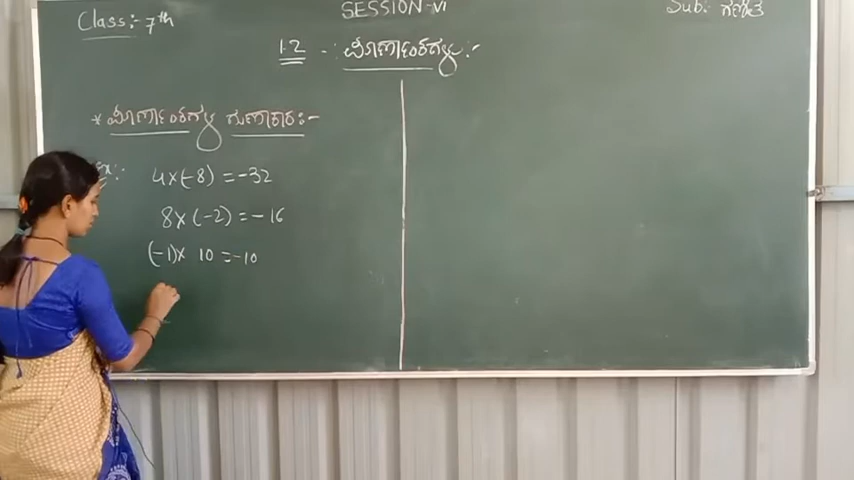 Class:- 7th
SESSION-VI
Sub: ಗಣಿತ
1.2 -: ಪೂರ್ಣಾಂಕಗಳು :-
* ಪೂರ್ಣಾಂಕಗಳ ಗುಣಾಕಾರ:-
Ex:
4×(-8) = -32
8×(-2) = -16
(-1)× 10 = -10